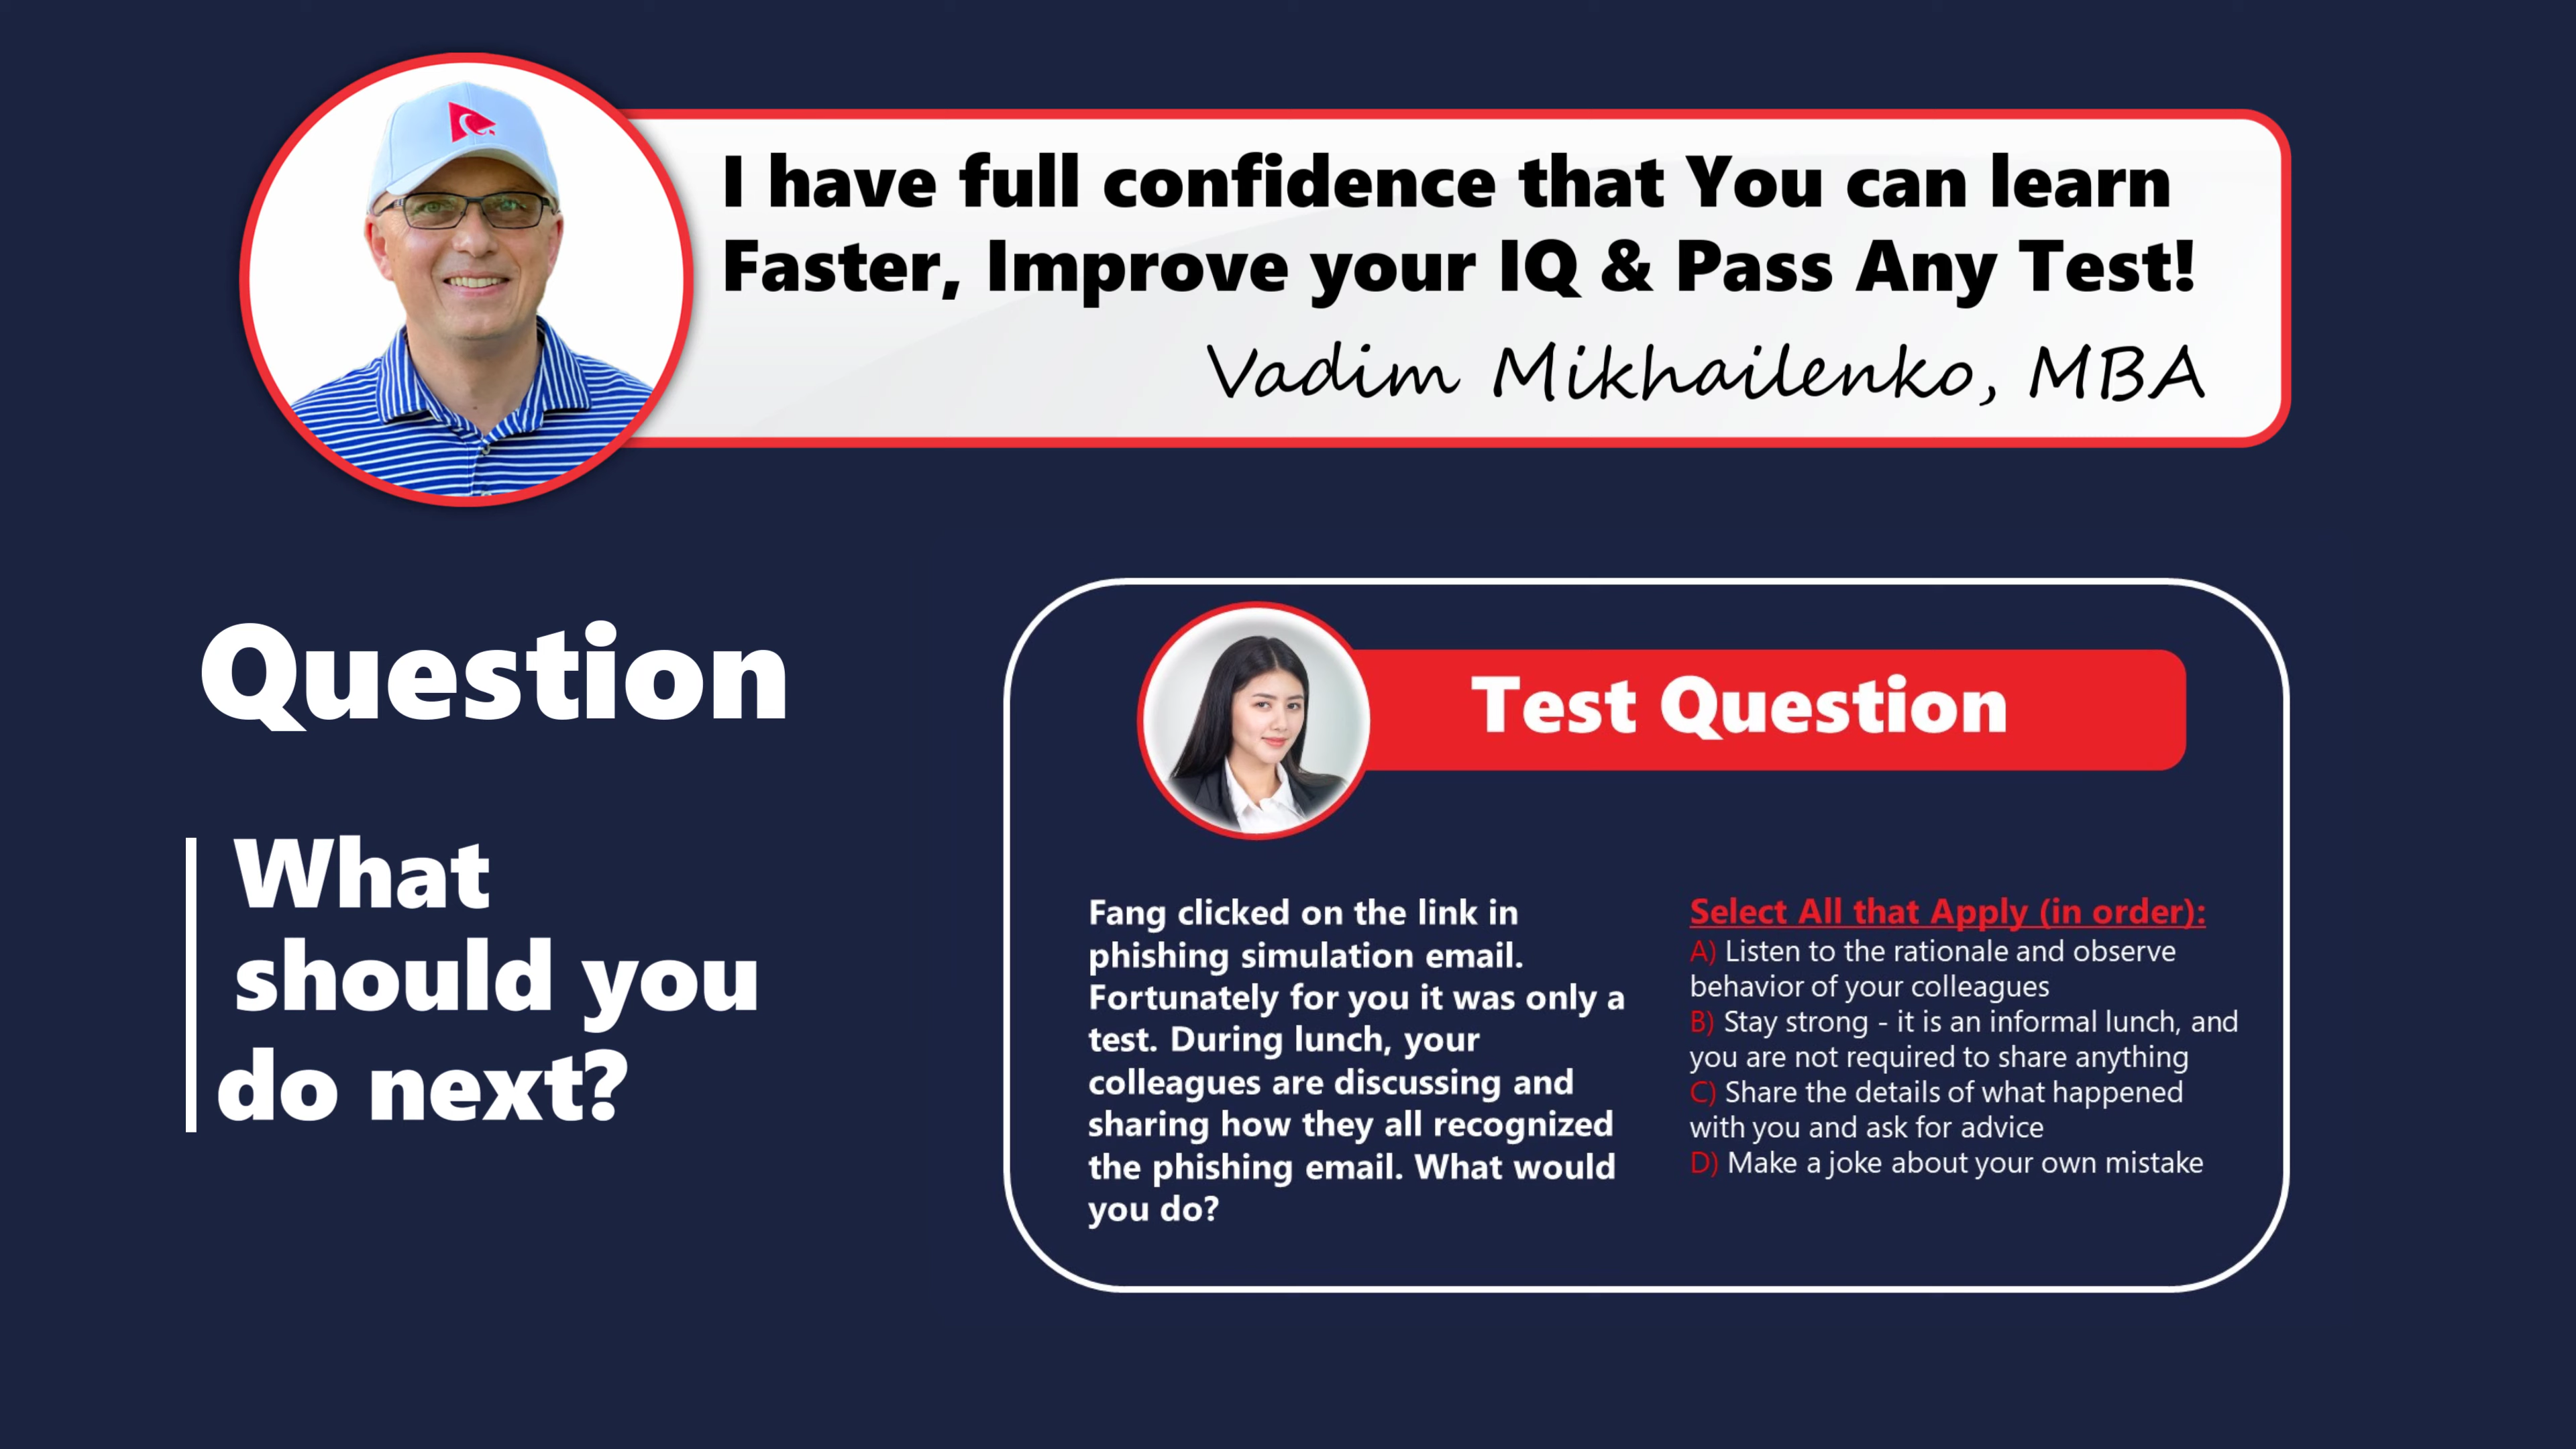 I have full confidence that You can learn
Faster, Improve your IQ & Pass Any Test!
Vadim Mikhailenko, MBA
Question
What
should you
do next?
Test Question
Fang clicked on the link in
phishing simulation email.
Fortunately for you it was only a
test. During lunch, your
colleagues are discussing and
sharing how they all recognized
the phishing email. What would
you do?
Select All that Apply (in order):
A) Listen to the rationale and observe
behavior of your colleagues
B) Stay strong - it is an informal lunch, and
you are not required to share anything
C) Share the details of what happened
with you and ask for advice
D) Make a joke about your own mistake